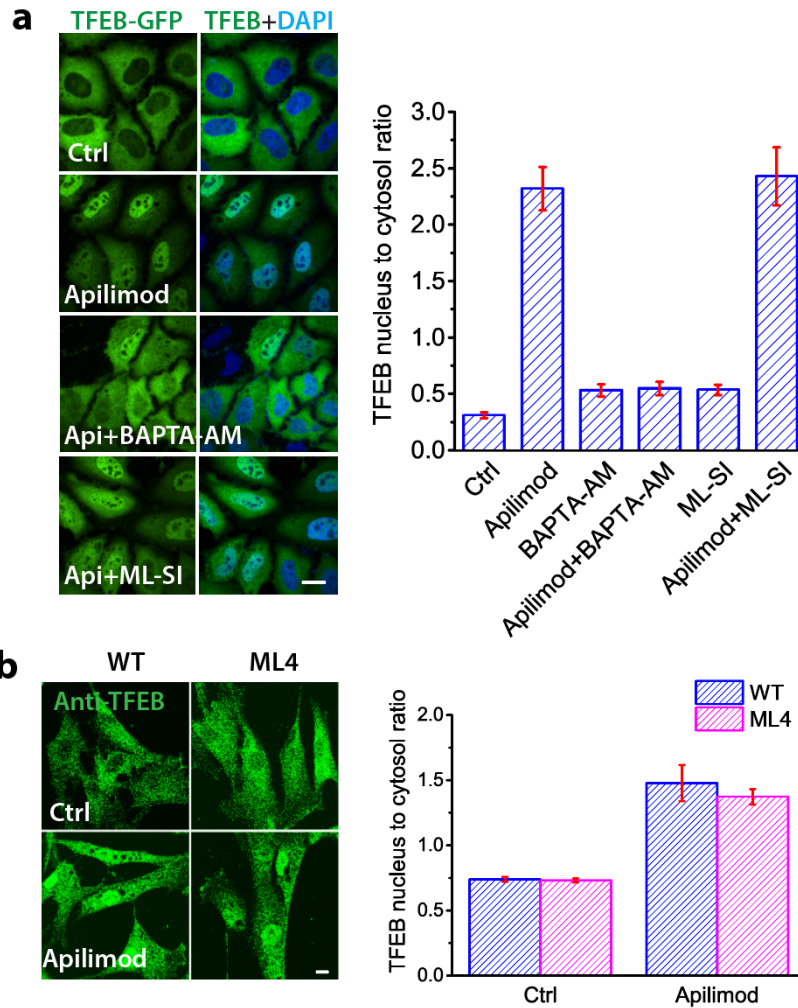 a
TFEB-GFP
TFEB+DAPI
Ctrl
Apilimod
Api+BAPTA-AM
Api+ML-SI
TFEB nucleus to cytosol ratio
3.0
2.5
2.0
1.5
1.0
0.5
0.0
Ctrl
Apilimod
BAPTA-AM
Apilimod+BAPTA-AM
ML-SI
Apilimod+ML-SI
b
WT
ML4
Anti-TFEB
Ctrl
Apilimod
WT
ML4
TFEB nucleus to cytosol ratio
2.0
1.5
1.0
0.5
0.0
Ctrl
Apilimod